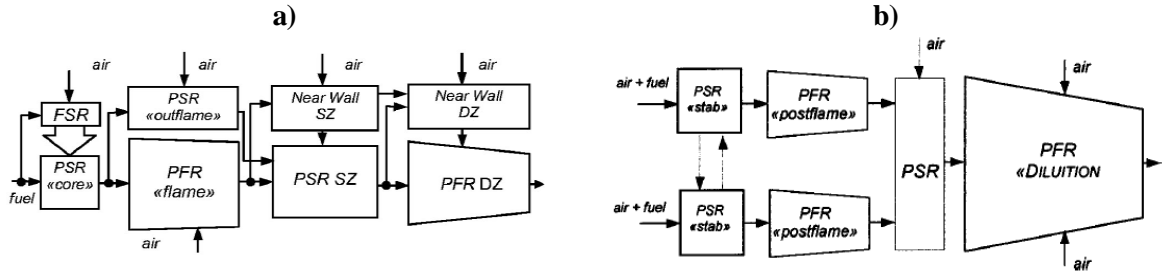 a)
b)
air
air
air
air
FSR
PSR
«outflame»
Near Wall
SZ
Near Wall
DZ
PSR
«core»
PFR
«flame»
PSR SZ
PFR DZ
fuel
air
air
air + fuel
PSR
«stab»
PFR
«postflame»
air
PSR
PFR
«DILUTION
air + fuel
PSR
«stab»
PFR
«postflame»
air